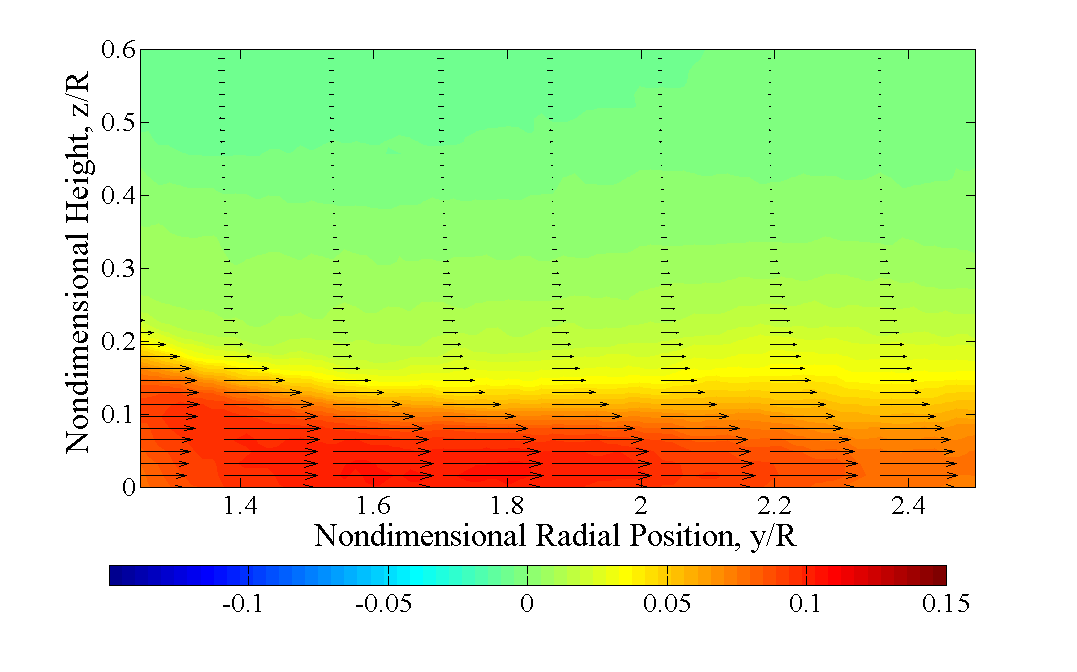 0.6
0.5
0.4
0.3
0.2
0.1
0
Nondimensional Height, z/R
1.4 1.6 1.8 2 2.2 2.4
Nondimensional Radial Position, y/R
-0.1 -0.05 0 0.05 0.1 0.15